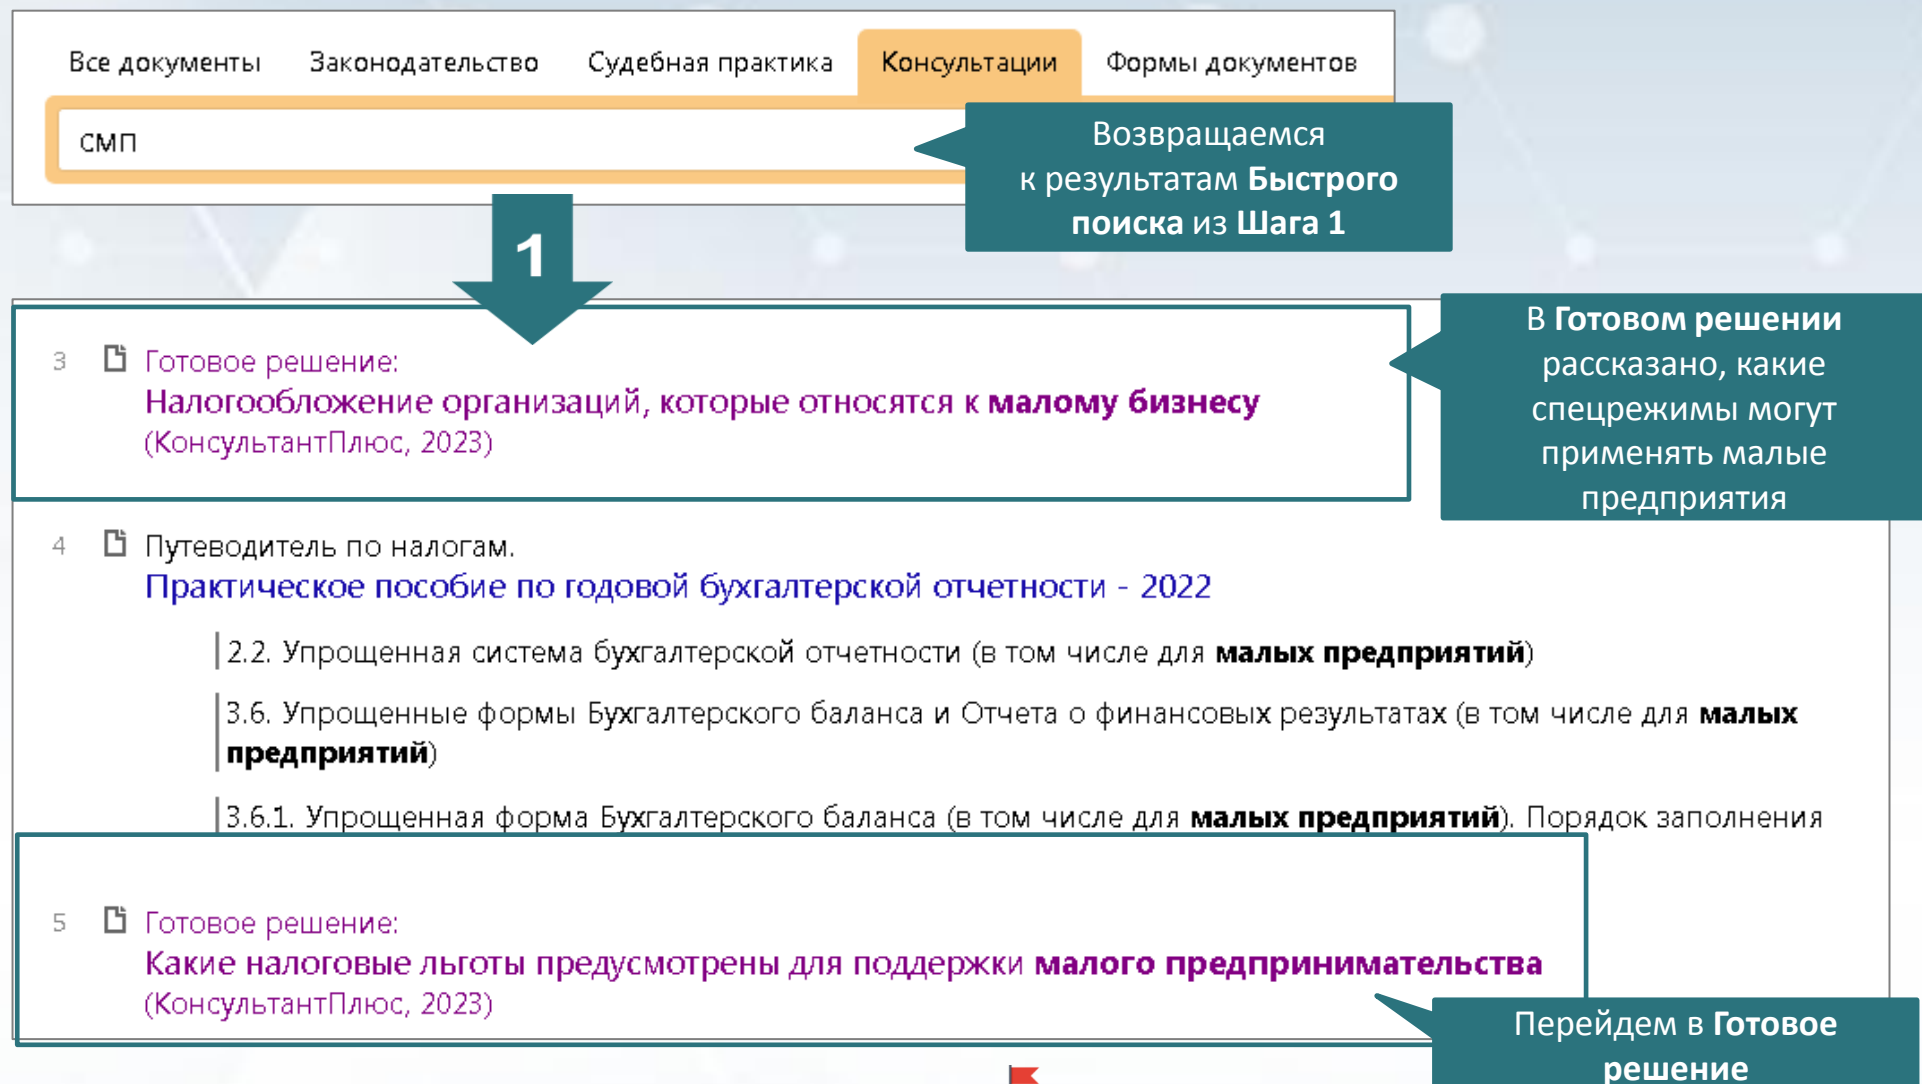 Все документы Законодательство Судебная практика Консультации Формы документов
СМП
Возвращаемся
к результатам Быстрого
поиска из Шага 1
1
3 Готовое решение:
Налогообложение организаций, которые относятся к малому бизнесу
(КонсультантПлюс, 2023)
В Готовом решении
рассказано, какие
спецрежимы могут
применять малые
предприятия
4 Путеводитель по налогам.
Практическое пособие по годовой бухгалтерской отчетности - 2022
2.2. Упрощенная система бухгалтерской отчетности (в том числе для малых предприятий)
3.6. Упрощенные формы Бухгалтерского баланса и Отчета о финансовых результатах (в том числе для малых
предприятий)
3.6.1. Упрощенная форма Бухгалтерского баланса (в том числе для малых предприятий). Порядок заполнения
5 Готовое решение:
Какие налоговые льготы предусмотрены для поддержки малого предпринимательства
(КонсультантПлюс, 2023)
Перейдем в Готовое
решение